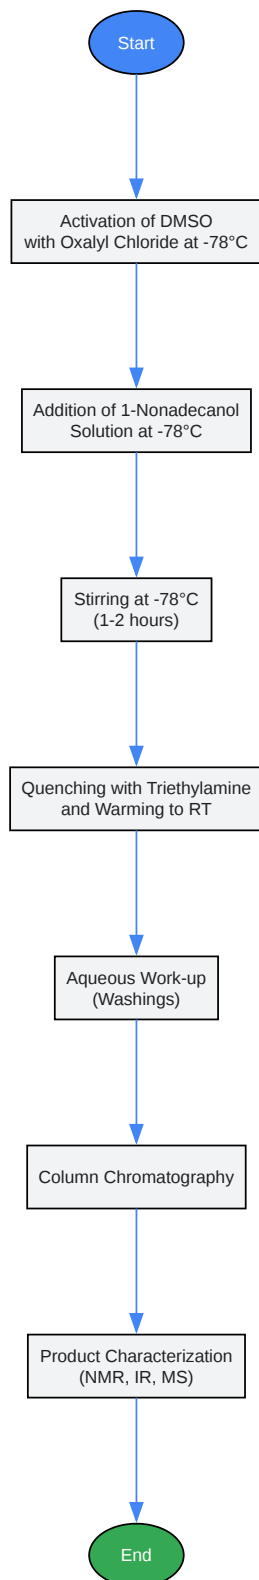 Start
Activation of DMSO
with Oxalyl Chloride at -78°C
Addition of 1-Nonadecanol
Solution at -78°C
Stirring at -78°C
(1-2 hours)
Quenching with Triethylamine
and Warming to RT
Aqueous Work-up
(Washings)
Column Chromatography
Product Characterization
(NMR, IR, MS)
End